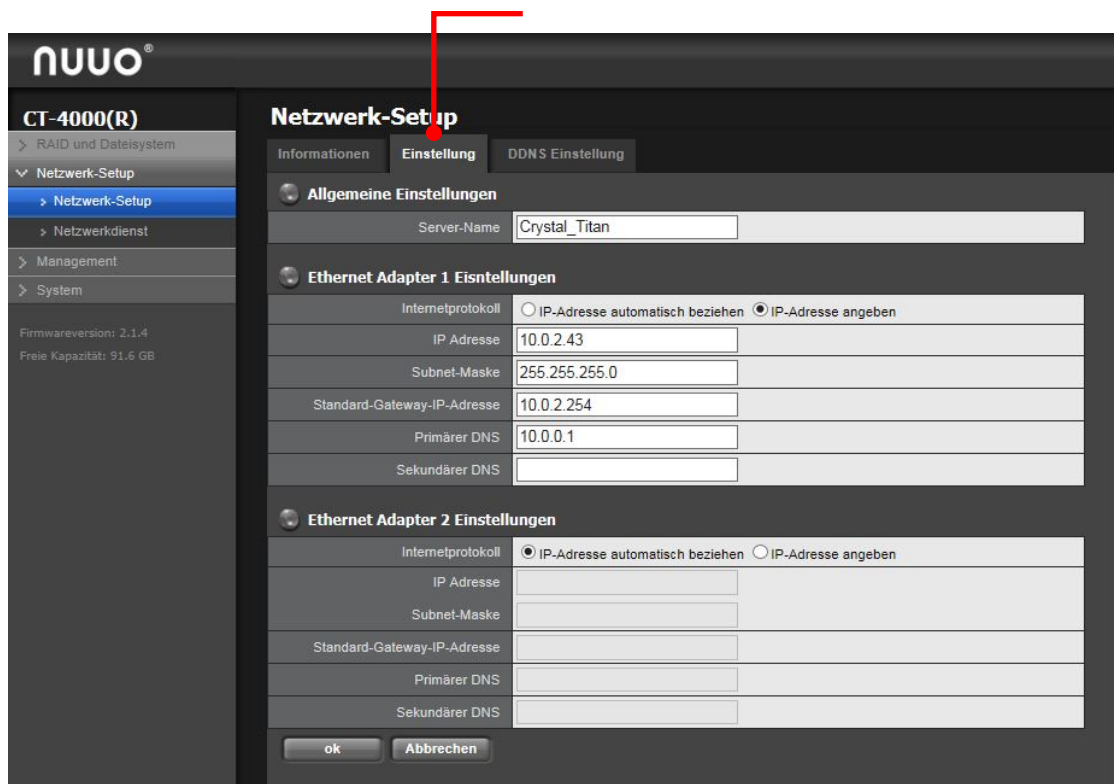 nuuo®
CT-4000(R)
RAID und Dateisystem
Netzwerk-Setup
Netzwerk-Setup
Netzwerkdienst
Management
System
Firmwareversion: 2.1.4
Freie Kapazität: 91.6 GB
Netzwerk-Setup
Informationen Einstellung DDNS Einstellung
Allgemeine Einstellungen
Server-Name Crystal_Titan
Ethernet Adapter 1 Eisntellungen
Internetprotokoll IP-Adresse automatisch beziehen IP-Adresse angeben
IP Adresse 10.0.2.43
Subnet-Maske 255.255.255.0
Standard-Gateway-IP-Adresse 10.0.2.254
Primärer DNS 10.0.0.1
Sekundärer DNS
Ethernet Adapter 2 Einstellungen
Internetprotokoll IP-Adresse automatisch beziehen IP-Adresse angeben
IP Adresse
Subnet-Maske
Standard-Gateway-IP-Adresse
Primärer DNS
Sekundärer DNS
ok Abbrechen